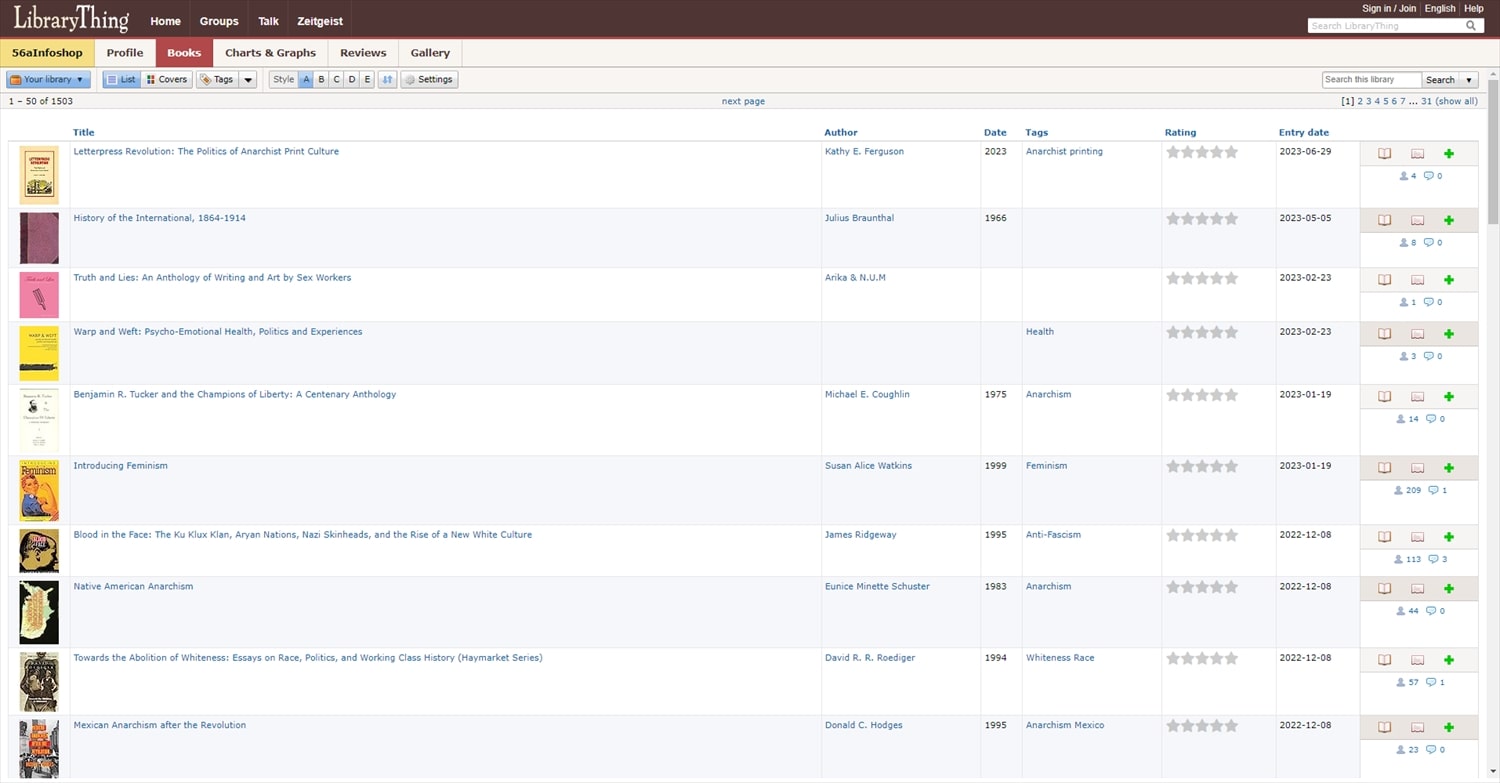 LibraryThing Home Groups Talk Zeitgeist Sign in / Join English Help
Search LibraryThing
56aInfoshop Profile Books Charts & Graphs Reviews Gallery
Your library List Covers Tags Style A B C D E Settings Search this library Search
1 – 50 of 1503 next page [1] 2 3 4 5 6 7 ... 31 (show all)
Title Author Date Tags Rating Entry date
Letterpress Revolution: The Politics of Anarchist Print Culture Kathy E. Ferguson 2023 Anarchist printing 2023-06-29
4 0
History of the International, 1864-1914 Julius Braunthal 1966 2023-05-05
8 0
Truth and Lies: An Anthology of Writing and Art by Sex Workers Arika & N.U.M 2023-02-23
1 0
Warp and Weft: Psycho-Emotional Health, Politics and Experiences Health 2023-02-23
3 0
Benjamin R. Tucker and the Champions of Liberty: A Centenary Anthology Michael E. Coughlin 1975 Anarchism 2023-01-19
14 0
Introducing Feminism Susan Alice Watkins 1999 Feminism 2023-01-19
Feminism
209 1
Blood in the Face: The Ku Klux Klan, Aryan Nations, Nazi Skinheads, and the Rise of a New White Culture James Ridgeway 1995 Anti-Fascism 2022-12-08
113 3
Native American Anarchism Eunice Minette Schuster 1983 Anarchism 2022-12-08
44 0
Towards the Abolition of Whiteness: Essays on Race, Politics, and Working Class History (Haymarket Series) David R. R. Roediger 1994 Whiteness Race 2022-12-08
57 1
Mexican Anarchism after the Revolution Donald C. Hodges 1995 Anarchism Mexico 2022-12-08
23 0